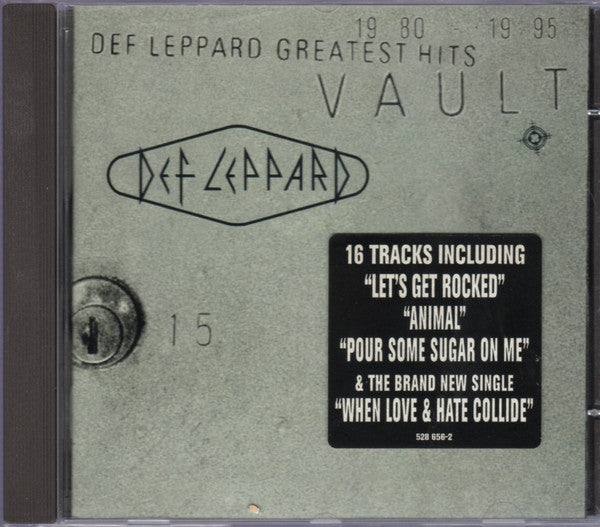 19 80 - 19 95
DEF LEPPARD GREATEST HITS
VAULT
DEF LEPPARD
15
16 TRACKS INCLUDING
"LET'S GET ROCKED"
"ANIMAL"
"POUR SOME SUGAR ON ME"
& THE BRAND NEW SINGLE
"WHEN LOVE & HATE COLLIDE"
528 656-2